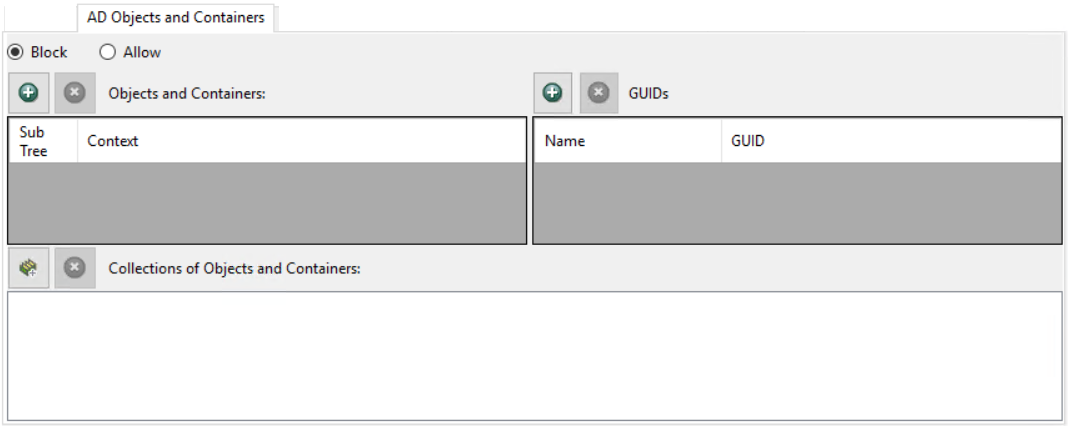 AD Objects and Containers
Block Allow
Objects and Containers: GUIDs
Sub Tree Context Name GUID
Collections of Objects and Containers: